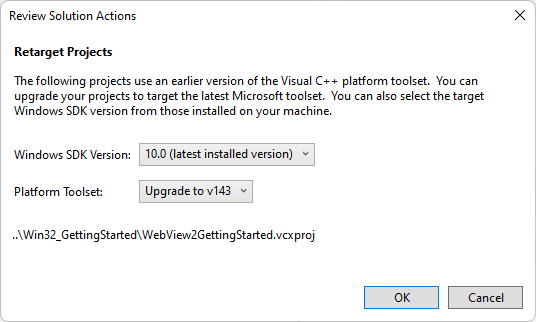 Review Solution Actions
Retarget Projects
The following projects use an earlier version of the Visual C++ platform toolset.  You can
upgrade your projects to target the latest Microsoft toolset.  You can also select the target
Windows SDK version from those installed on your machine.
Windows SDK Version: 10.0 (latest installed version)
Platform Toolset: Upgrade to v143
..\Win32_GettingStarted\WebView2GettingStarted.vcxproj
OK Cancel